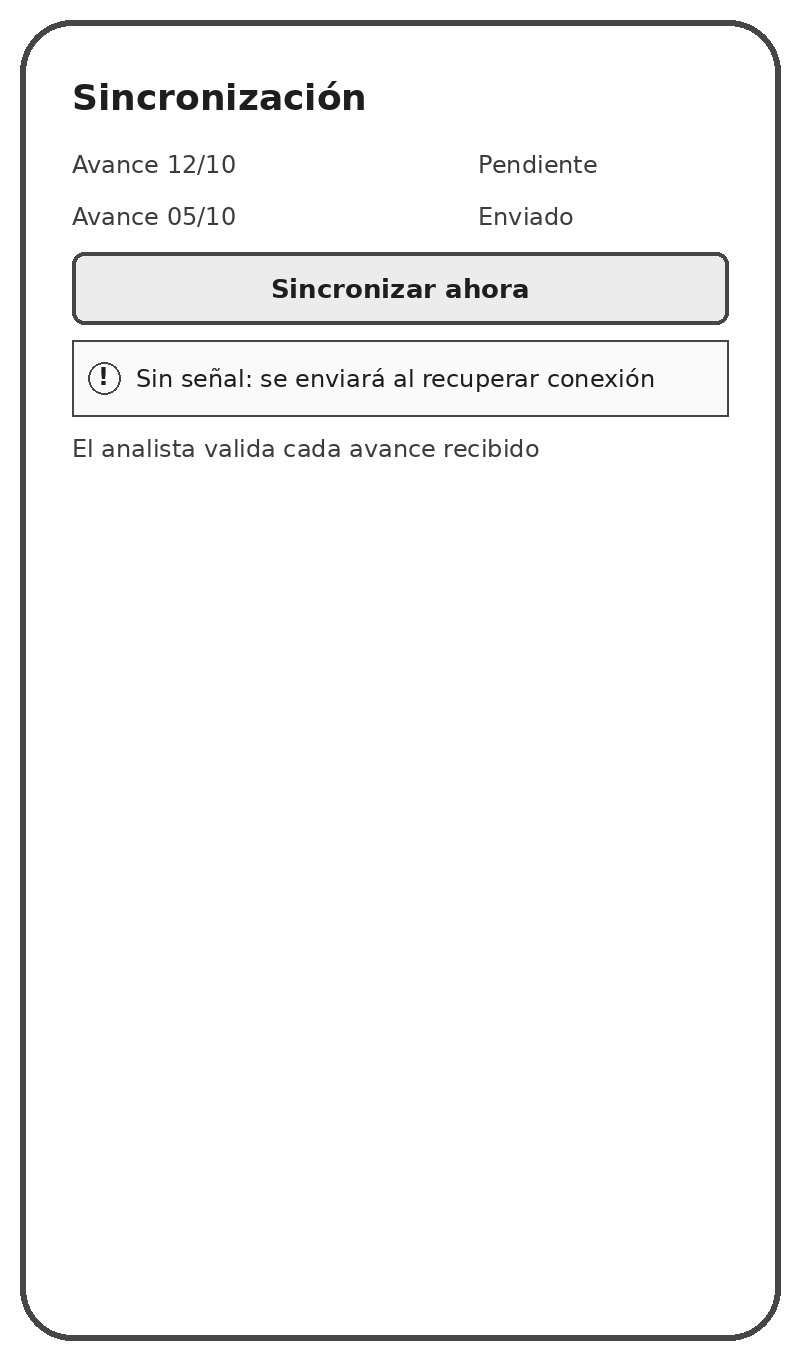 Sincronización
Avance 12/10 Pendiente
Avance 05/10 Enviado
Sincronizar ahora
! Sin señal: se enviará al recuperar conexión
El analista valida cada avance recibido